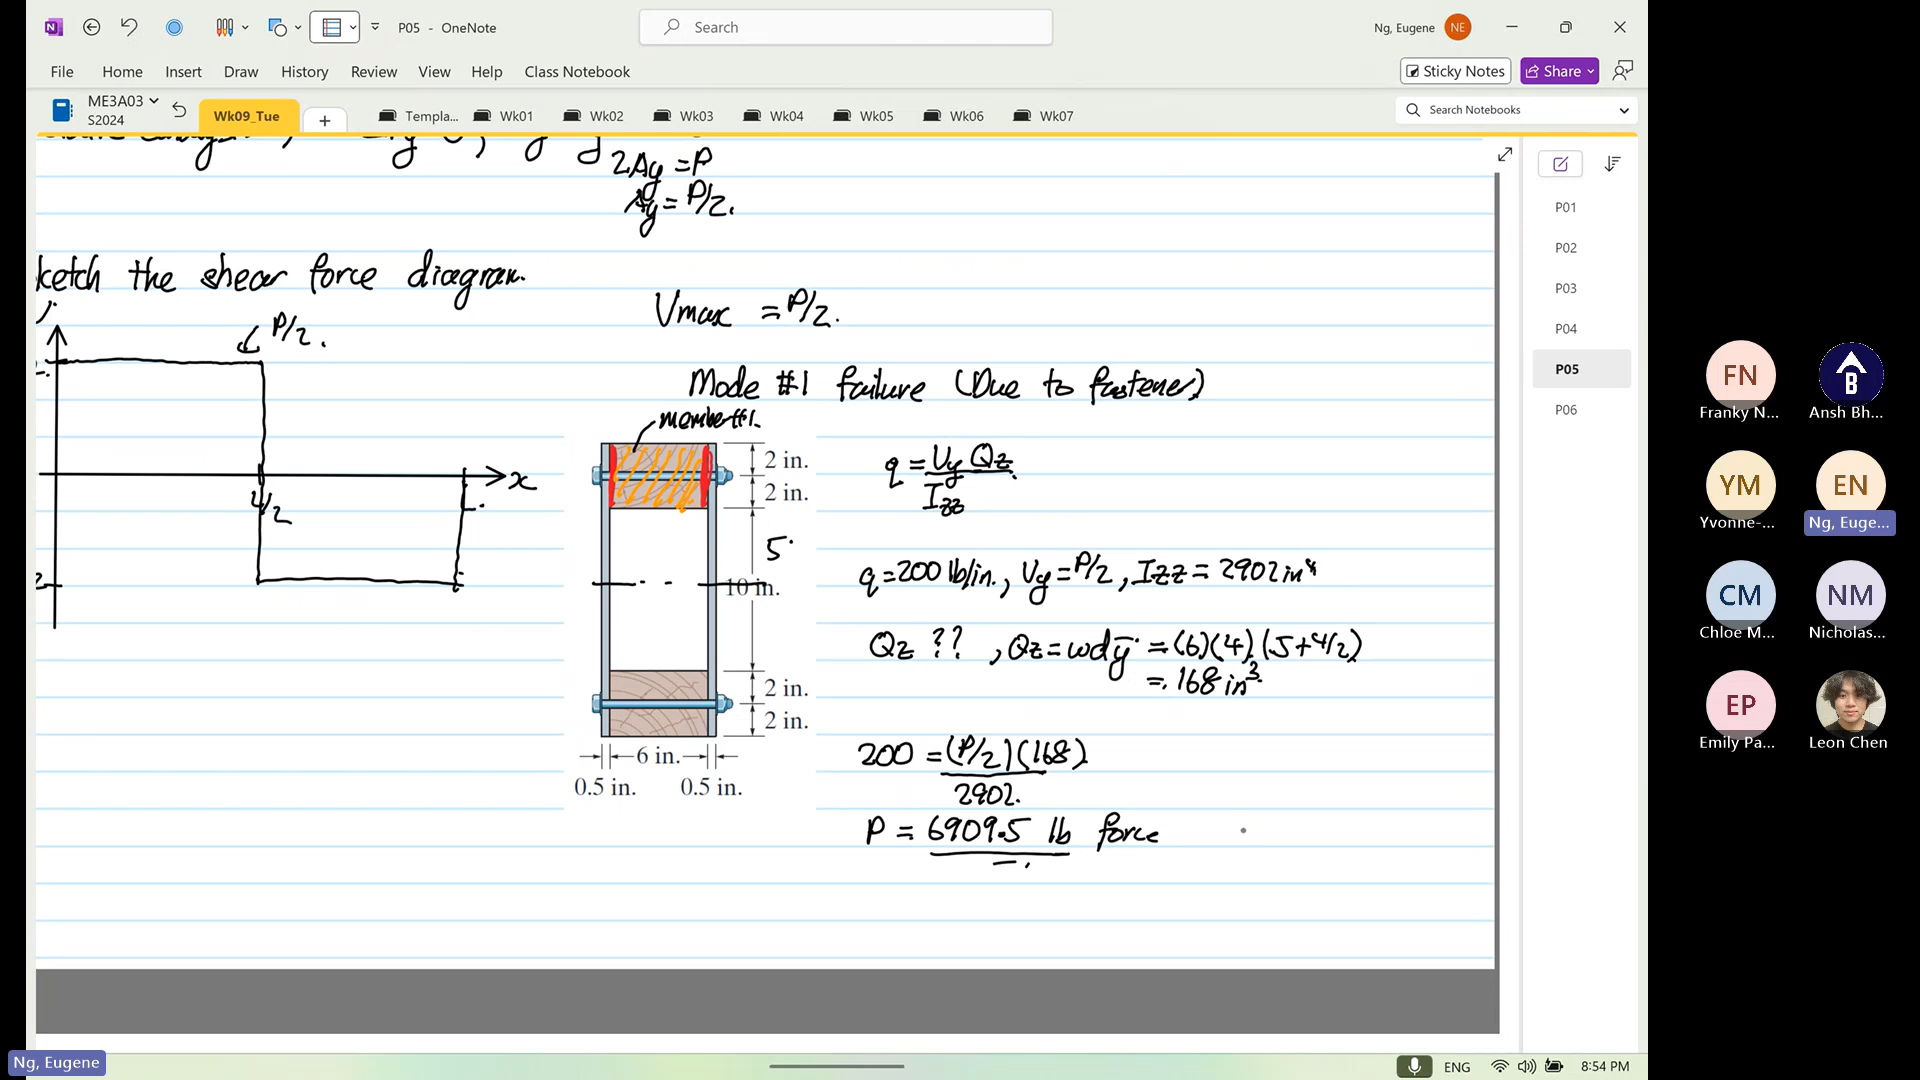 P05 - OneNote
Search
Ng, Eugene
NE
File Home Insert Draw History Review View Help Class Notebook
Sticky Notes
Share
ME3A03
S2024
Wk09_Tue
Templa...
Wk01
Wk02
Wk03
Wk04
Wk05
Wk06
Wk07
Search Notebooks
P01
P02
P03
P04
P05
P06
2Ay = P
Ay = P/2.
ketch the shear force diagram.
P/2.
x
L/2
L.
Vmax = P/2.
Mode #1 failure (Due to fastener)
member#1.
2 in.
2 in.
5.
10 in.
2 in.
2 in.
6 in.
0.5 in. 0.5 in.
q = Vy Qz
Izz
q = 200 lb/in., Vy = P/2, Izz = 2902 in⁴
Qz ??, Qz = wdȳ = (6)(4)(5+4/2)
= 168 in³.
200 = (P/2)(168)
2902.
P = 6909.5 lb force
FN
Franky N...
B
Ansh Bh...
YM
Yvonne-...
EN
Ng, Euge...
CM
Chloe M...
NM
Nicholas...
EP
Emily Pa...
Leon Chen
Ng, Eugene
ENG
8:54 PM